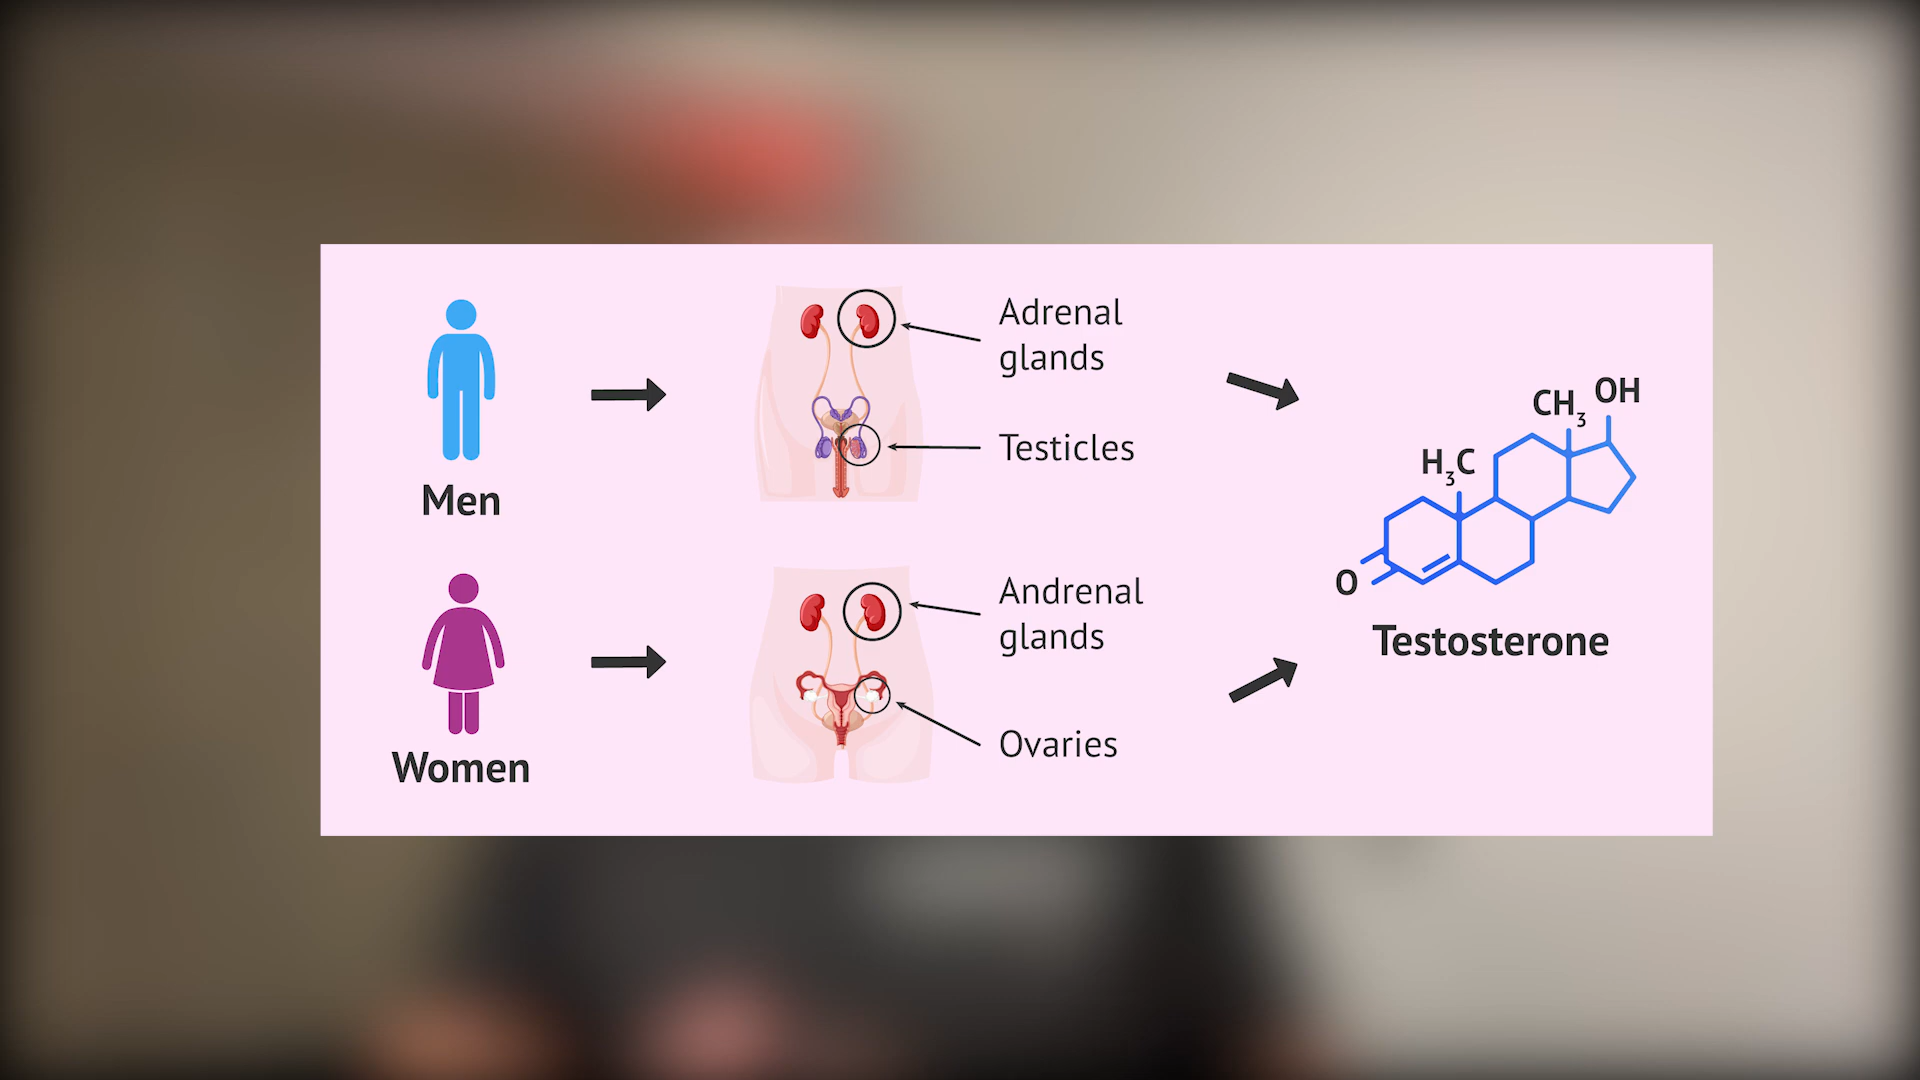 Men
Adrenal
glands
Testicles
Women
Andrenal
glands
Ovaries
CH3 OH
H3C
O
Testosterone